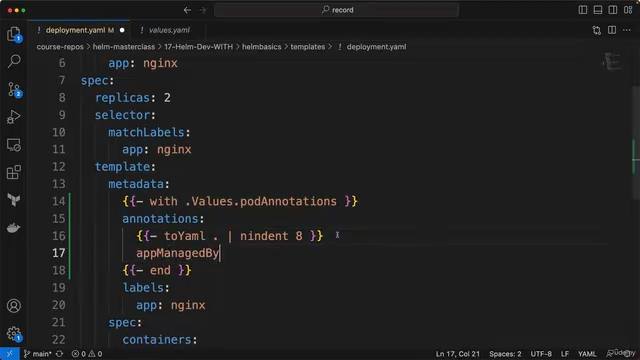 record
deployment.yaml
values.yaml
course-repos > helm-masterclass > 17-Helm-Dev-WITH > helmbasics > templates > ! deployment.yaml
6 app: nginx
7 spec:
8 replicas: 2
9 selector:
10 matchLabels:
11 app: nginx
12 template:
13 metadata:
14 {{- with .Values.podAnnotations }}
15 annotations:
16 {{- toYaml . | nindent 8 }}
17 appManagedBy
18 {{- end }}
19 labels:
20 app: nginx
21 spec:
22 containers:
main*
0 0
Ln 17, Col 21
Spaces: 2
UTF-8
LF
YAML
Udemy